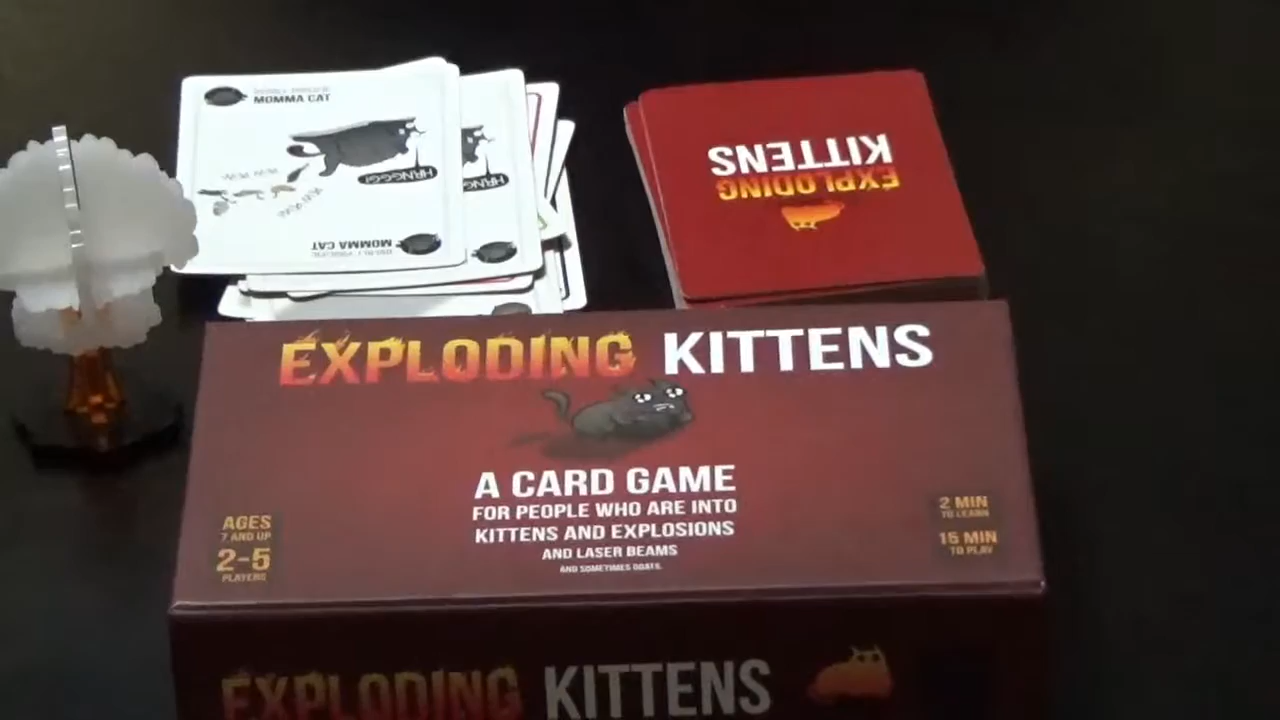 MOMMA CAT
HANGGG!
HANGGG!
MOMMA CAT
EXPLODING
KITTENS
EXPLODING KITTENS
A CARD GAME
FOR PEOPLE WHO ARE INTO
KITTENS AND EXPLOSIONS
AND LASER BEAMS
AND SOMETIMES GOATS.
AGES
7 AND UP
2-5
PLAYERS
2 MIN
TO LEARN
15 MIN
TO PLAY
EXPLODING KITTENS